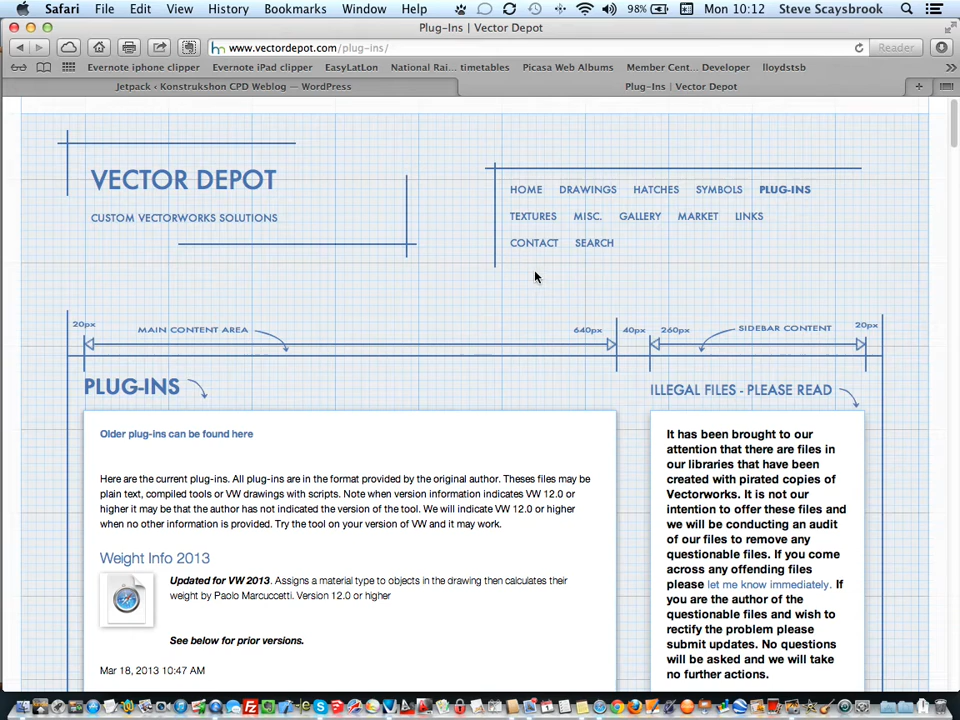 Safari File Edit View History Bookmarks Window Help 98% Mon 10:12 Steve Scaysbrook
Plug-Ins | Vector Depot
www.vectordepot.com/plug-ins/ Reader
Evernote iphone clipper Evernote iPad clipper EasyLatLon National Rai... timetables Picasa Web Albums Member Cent... Developer lloydstsb
Jetpack ‹ Konstrukshon CPD Weblog — WordPress Plug-Ins | Vector Depot
VECTOR DEPOT
CUSTOM VECTORWORKS SOLUTIONS
HOME DRAWINGS HATCHES SYMBOLS PLUG-INS
TEXTURES MISC. GALLERY MARKET LINKS
CONTACT SEARCH
20px MAIN CONTENT AREA 640px 40px 260px SIDEBAR CONTENT 20px
PLUG-INS
Older plug-ins can be found here
Here are the current plug-ins. All plug-ins are in the format provided by the original author. Theses files may be
plain text, compiled tools or VW drawings with scripts. Note when version information indicates VW 12.0 or
higher it may be that the author has not indicated the version of the tool. We will indicate VW 12.0 or higher
when no other information is provided. Try the tool on your version of VW and it may work.
Weight Info 2013
Updated for VW 2013. Assigns a material type to objects in the drawing then calculates their
weight by Paolo Marcuccetti. Version 12.0 or higher
See below for prior versions.
Mar 18, 2013 10:47 AM
ILLEGAL FILES - PLEASE READ
It has been brought to our
attention that there are files in
our libraries that have been
created with pirated copies of
Vectorworks. It is not our
intention to offer these files and
we will be conducting an audit
of our files to remove any
questionable files. If you come
across any offending files
please let me know immediately. If
you are the author of the
questionable files and wish to
rectify the problem please
submit updates. No questions
will be asked and we will take
no further actions.